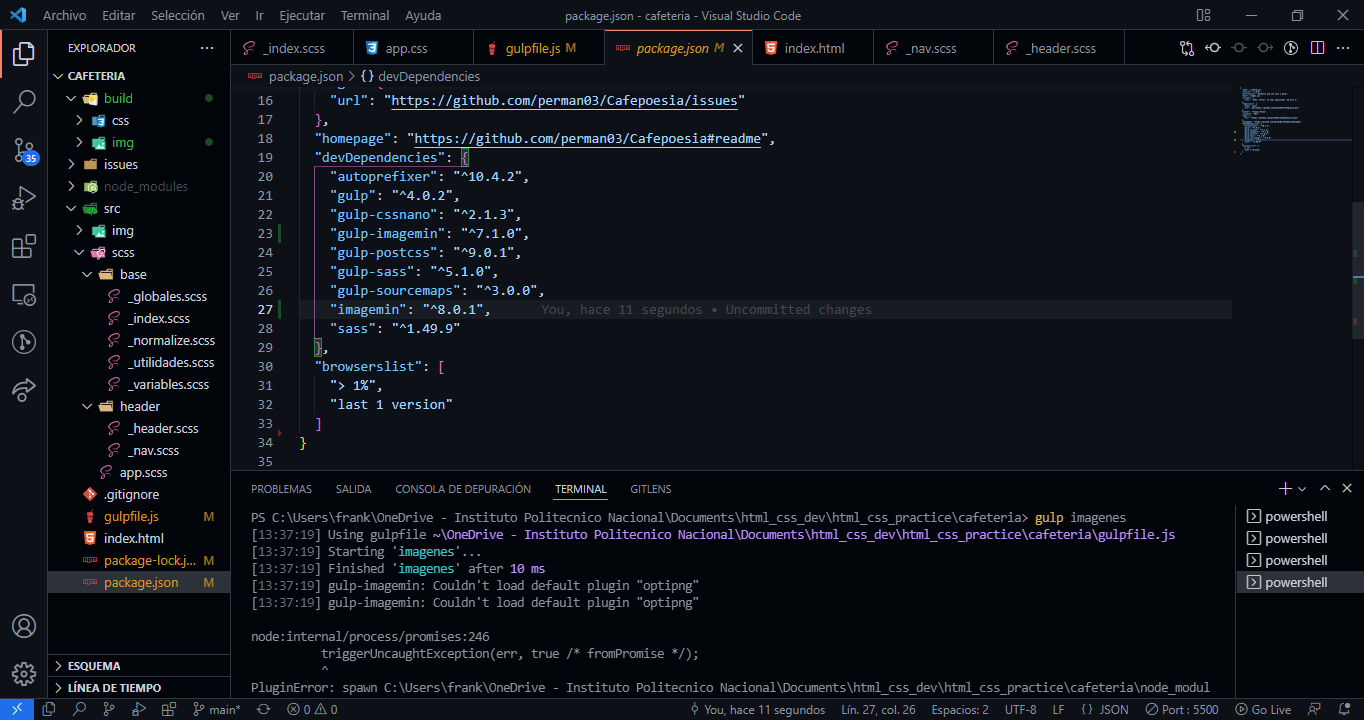 Archivo Editar Selección Ver Ir Ejecutar Terminal Ayuda
package.json - cafeteria - Visual Studio Code
EXPLORADOR
_index.scss
app.css
gulpfile.js M
package.json M
index.html
_nav.scss
_header.scss
CAFETERIA
build
css
img
issues
node_modules
src
img
scss
base
_globales.scss
_index.scss
_normalize.scss
_utilidades.scss
_variables.scss
header
_header.scss
_nav.scss
app.scss
.gitignore
gulpfile.js M
index.html
package-lock.j... M
package.json M
ESQUEMA
LÍNEA DE TIEMPO
35
package.json > {} devDependencies
16 "url": "https://github.com/perman03/Cafepoesia/issues"
17 },
18 "homepage": "https://github.com/perman03/Cafepoesia#readme",
19 "devDependencies": {
20 "autoprefixer": "^10.4.2",
21 "gulp": "^4.0.2",
22 "gulp-cssnano": "^2.1.3",
23 "gulp-imagemin": "^7.1.0",
24 "gulp-postcss": "^9.0.1",
25 "gulp-sass": "^5.1.0",
26 "gulp-sourcemaps": "^3.0.0",
27 "imagemin": "^8.0.1", You, hace 11 segundos • Uncommitted changes
28 "sass": "^1.49.9"
29 },
30 "browserslist": [
31 "> 1%",
32 "last 1 version"
33 ]
34 }
35
PROBLEMAS SALIDA CONSOLA DE DEPURACIÓN TERMINAL GITLENS
PS C:\Users\frank\OneDrive - Instituto Politecnico Nacional\Documents\html_css_dev\html_css_practice\cafeteria> gulp imagenes
[13:37:19] Using gulpfile ~\OneDrive - Instituto Politecnico Nacional\Documents\html_css_dev\html_css_practice\cafeteria\gulpfile.js
[13:37:19] Starting 'imagenes'...
[13:37:19] Finished 'imagenes' after 10 ms
[13:37:19] gulp-imagemin: Couldn't load default plugin "optipng"
[13:37:19] gulp-imagemin: Couldn't load default plugin "optipng"
node:internal/process/promises:246
triggerUncaughtException(err, true /* fromPromise */);
^
PluginError: spawn C:\Users\frank\OneDrive - Instituto Politecnico Nacional\Documents\html_css_dev\html_css_practice\cafeteria\node_modul
powershell
powershell
powershell
powershell
main* 0 0 You, hace 11 segundos Lín. 27, col. 26 Espacios: 2 UTF-8 LF {} JSON Port : 5500 Go Live